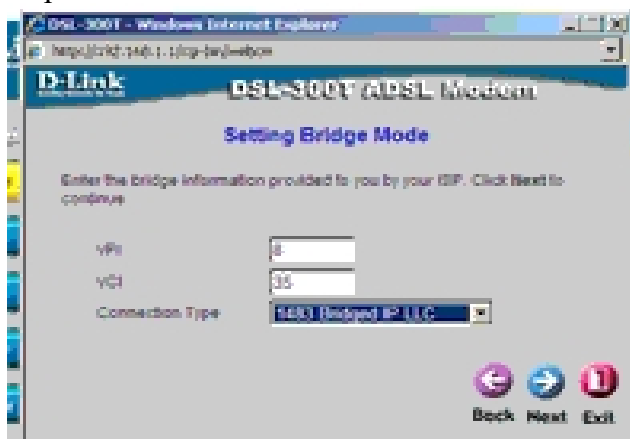 DSL-300T - Windows Internet Explorer
D-Link
DSL-300T ADSL Modem
Setting Bridge Mode
Enter the bridge information provided to you by your ISP. Click Next to
continue
VPI
8
VCI
35
Connection Type
1483 Bridged IP LLC
Back Next Exit